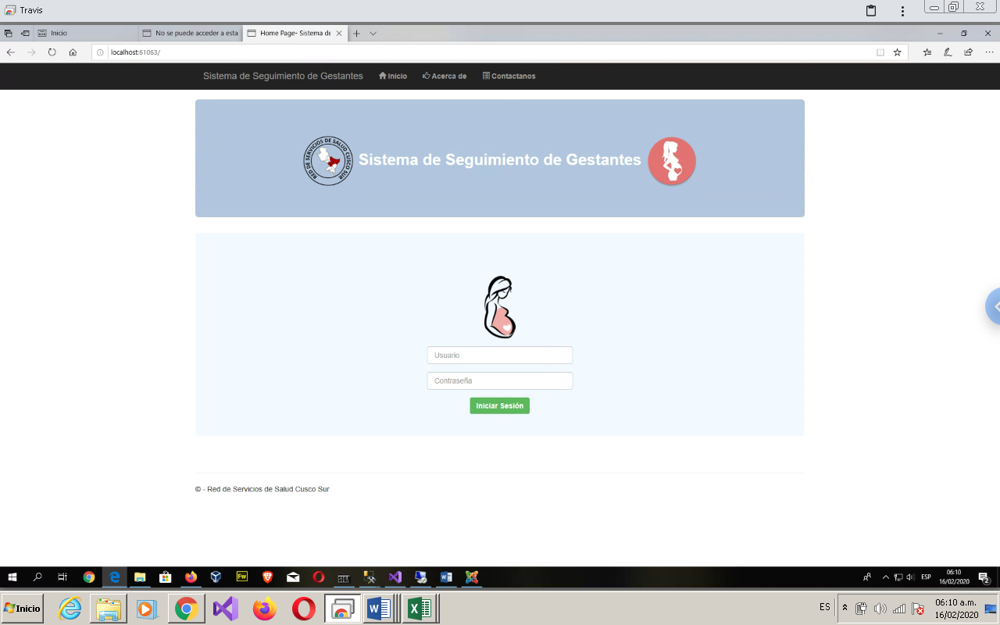 Travis
Inicio
No se puede acceder a esta
Home Page- Sistema de
localhost:61063/
Sistema de Seguimiento de Gestantes
Inicio
Acerca de
Contactanos
RED DE SERVICIOS DE SALUD CUSCO SUR
Sistema de Seguimiento de Gestantes
Usuario
Contraseña
Iniciar Sesión
© - Red de Servicios de Salud Cusco Sur
Fw
ESP
06:10
16/02/2020
2
Inicio
ES
06:10 a.m.
16/02/2020